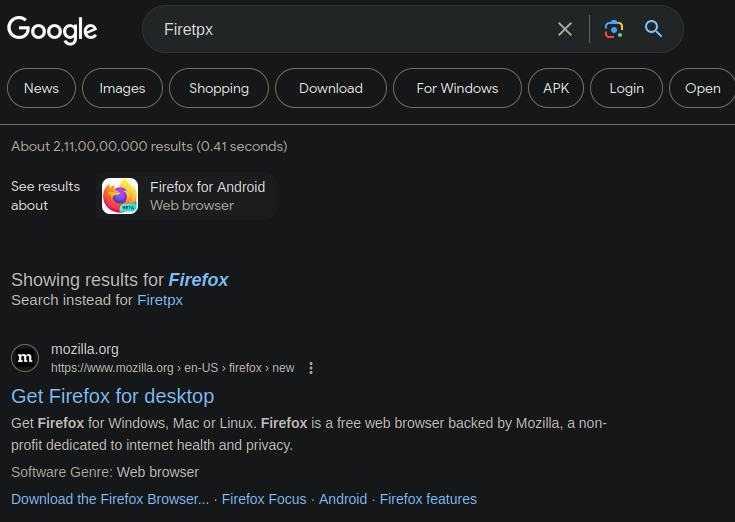 Google
Firetpx
News Images Shopping Download For Windows APK Login Open
About 2,11,00,00,000 results (0.41 seconds)
See results about
Firefox for Android
Web browser
BETA
Showing results for Firefox
Search instead for Firetpx
m
mozilla.org
https://www.mozilla.org › en-US › firefox › new
Get Firefox for desktop
Get Firefox for Windows, Mac or Linux. Firefox is a free web browser backed by Mozilla, a non-
profit dedicated to internet health and privacy.
Software Genre: Web browser
Download the Firefox Browser... · Firefox Focus · Android · Firefox features